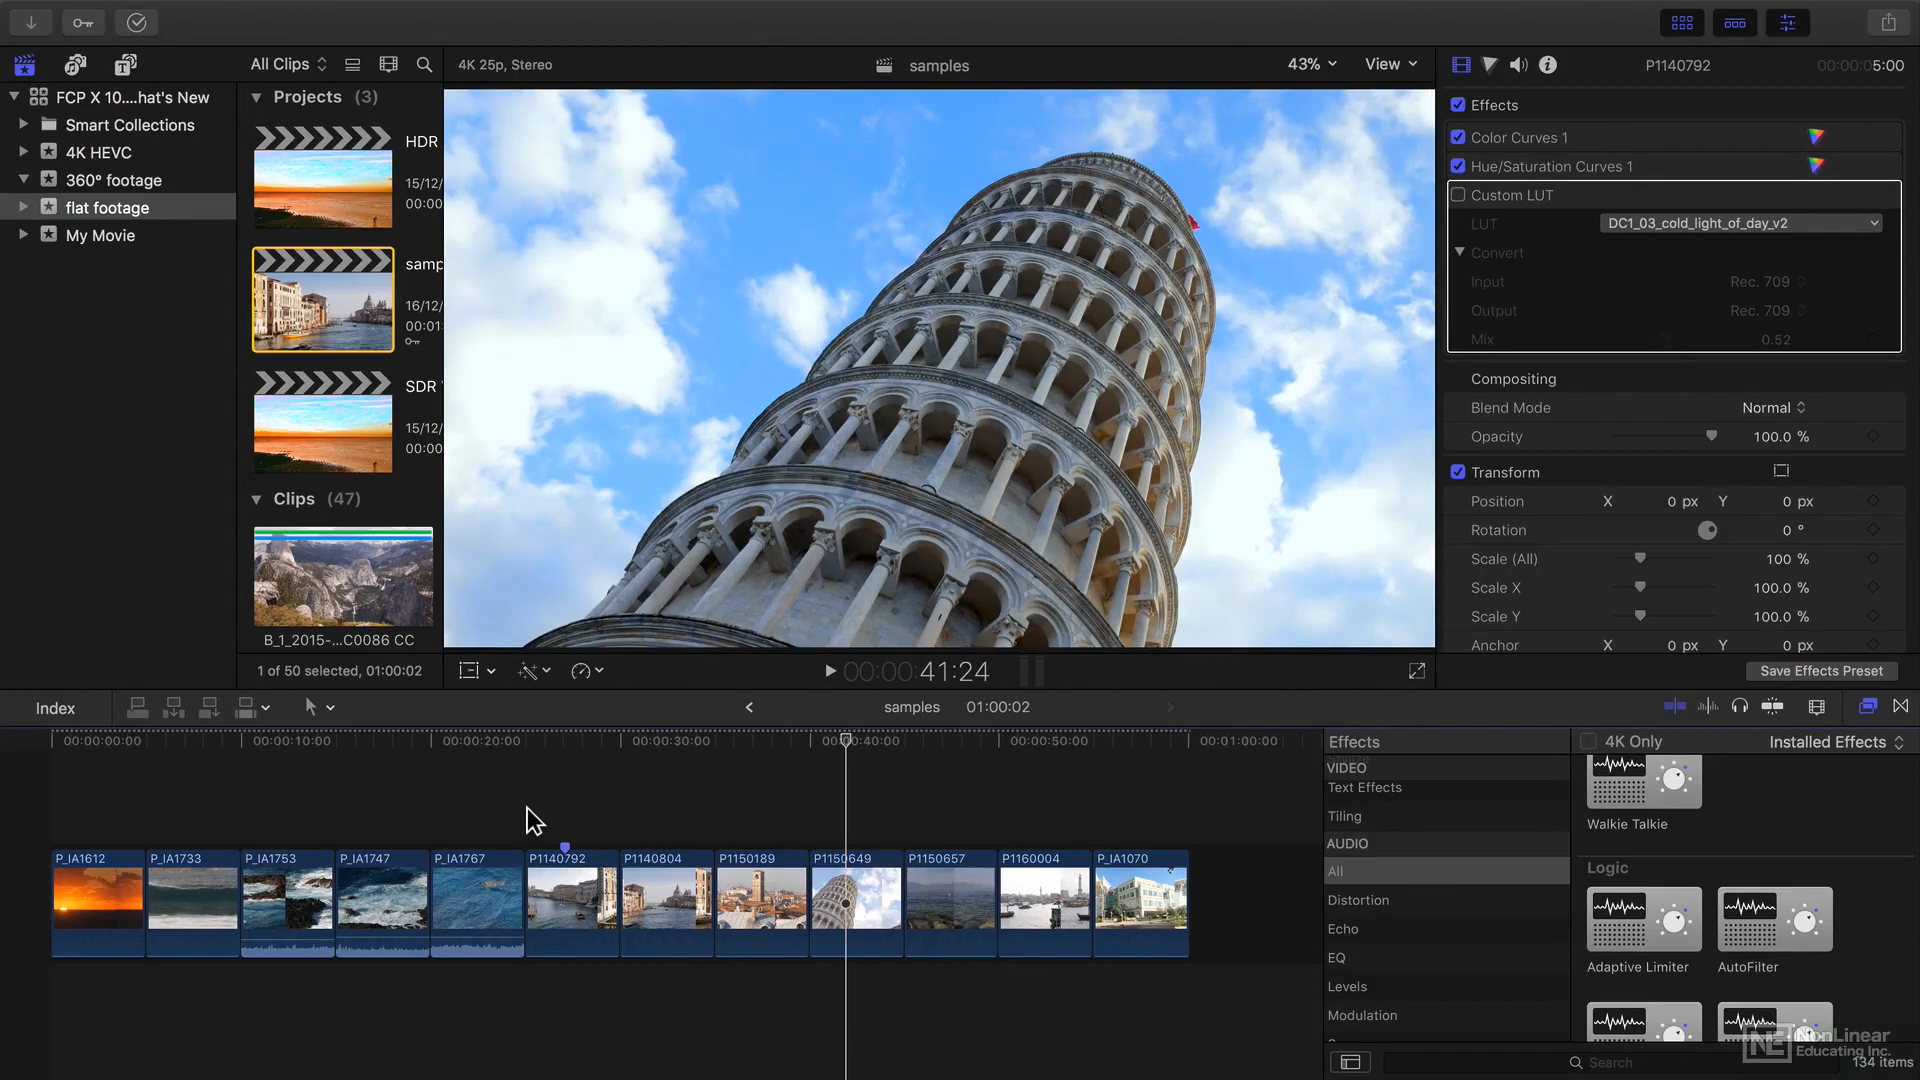 All Clips
4K 25p, Stereo
samples
43%
View
P1140792
00:00:05:00
FCP X 10....hat's New
Smart Collections
4K HEVC
360° footage
flat footage
My Movie
Projects (3)
HDR
15/12/
00:00
samp
16/12/
00:01:
SDR
15/12/
00:00
Clips (47)
B_1_2015-...C0086 CC
1 of 50 selected, 01:00:02
00:00:41:24
Effects
Color Curves 1
Hue/Saturation Curves 1
Custom LUT
LUT DC1_03_cold_light_of_day_v2
Convert
Input Rec. 709
Output Rec. 709
Mix 0.52
Compositing
Blend Mode Normal
Opacity 100.0 %
Transform
Position X 0 px Y 0 px
Rotation 0 °
Scale (All) 100 %
Scale X 100.0 %
Scale Y 100.0 %
Anchor X 0 px Y 0 px
Save Effects Preset
Index
samples 01:00:02
00:00:00:00 00:00:10:00 00:00:20:00 00:00:30:00 00:00:40:00 00:00:50:00 00:01:00:00
P_IA1612 P_IA1733 P_IA1753 P_IA1747 P_IA1767 P1140792 P1140804 P1150189 P1150649 P1150657 P1160004 P_IA1070
Effects
4K Only
Installed Effects
VIDEO
Text Effects
Tiling
AUDIO
All
Distortion
Echo
EQ
Levels
Modulation
Walkie Talkie
Logic
Adaptive Limiter
AutoFilter
Search
134 items
NE NonLinear
Educating Inc.